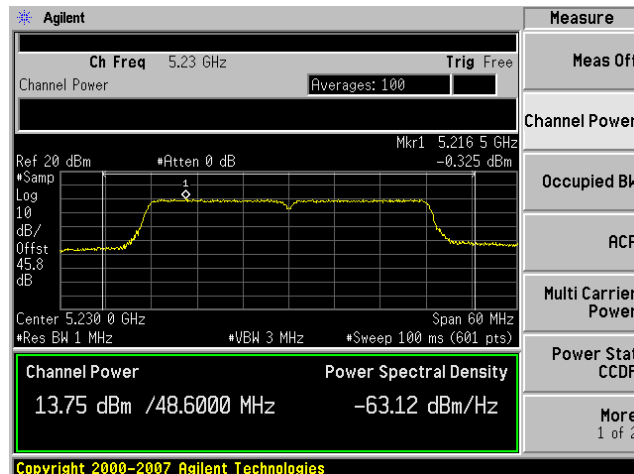 Agilent
Measure
Ch Freq 5.23 GHz Trig Free
Channel Power Averages: 100
Meas Off
Mkr1 5.216 5 GHz
Ref 20 dBm #Atten 0 dB -0.325 dBm
#Samp
Log
10
dB/
Offst
45.8
dB
1
Center 5.230 0 GHz Span 60 MHz
#Res BW 1 MHz #VBW 3 MHz #Sweep 100 ms (601 pts)
Channel Power Power Spectral Density
13.75 dBm /48.6000 MHz -63.12 dBm/Hz
Channel Power
Occupied
ACP
Multi Carrier
Power
Power Stat
CCDF
More
1 of 2
Copyright 2000-2007 Agilent Technologies